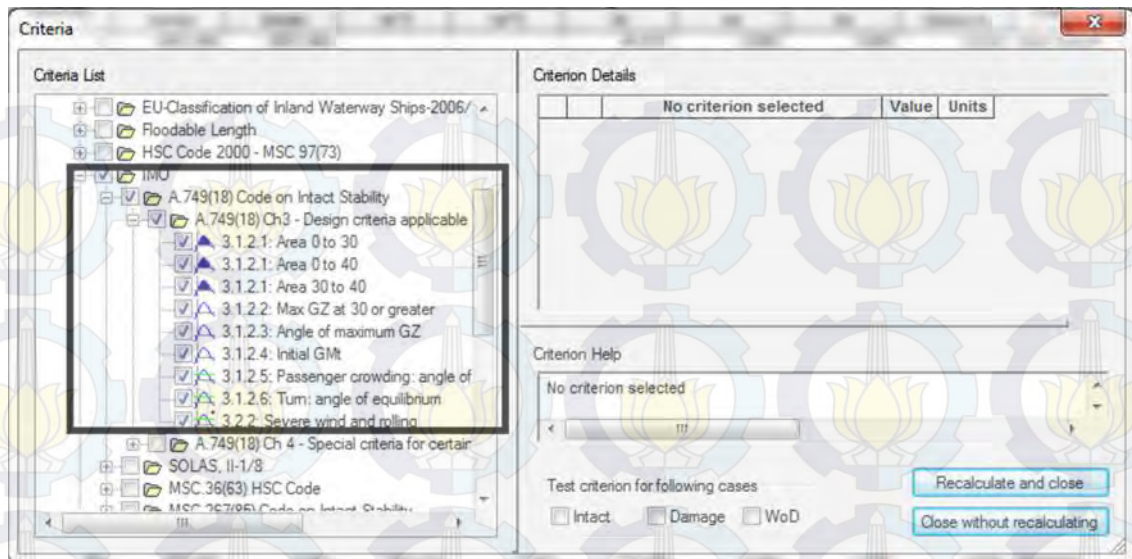 Criteria
Criteria List
EU-Classification of Inland Waterway Ships-2006/
Floodable Length
HSC Code 2000 - MSC 97(73)
IMO
A.749(18) Code on Intact Stability
A.749(18) Ch3 - Design criteria applicable
3.1.2.1: Area 0 to 30
3.1.2.1: Area 0 to 40
3.1.2.1: Area 30 to 40
3.1.2.2: Max GZ at 30 or greater
3.1.2.3: Angle of maximum GZ
3.1.2.4: Initial GMt
3.1.2.5: Passenger crowding: angle of
3.1.2.6: Turn: angle of equilibrium
3.2.2: Severe wind and rolling
A.749(18) Ch 4 - Special criteria for certain
SOLAS, II-1/8
MSC.36(63) HSC Code
MSC 267(85) Code on Intact Stability
Criterion Details
No criterion selected Value Units
Criterion Help
No criterion selected
Test criterion for following cases
Intact Damage WoD
Recalculate and close
Close without recalculating